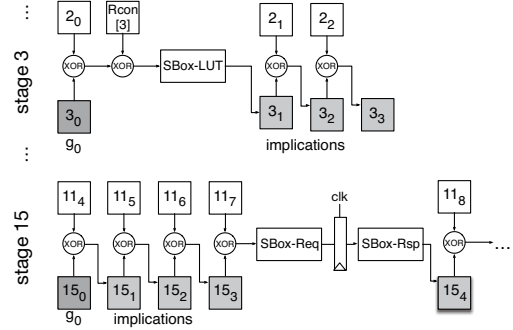 stage 3
...
2₀
Rcon
[3]
2₁
2₂
XOR
XOR
SBox-LUT
XOR
XOR
3₀
3₁
3₂
3₃
g₀
implications
...
stage 15
11₄
11₅
11₆
11₇
clk
11₈
XOR
XOR
XOR
XOR
SBox-Req
SBox-Rsp
XOR
...
15₀
15₁
15₂
15₃
15₄
g₀
implications